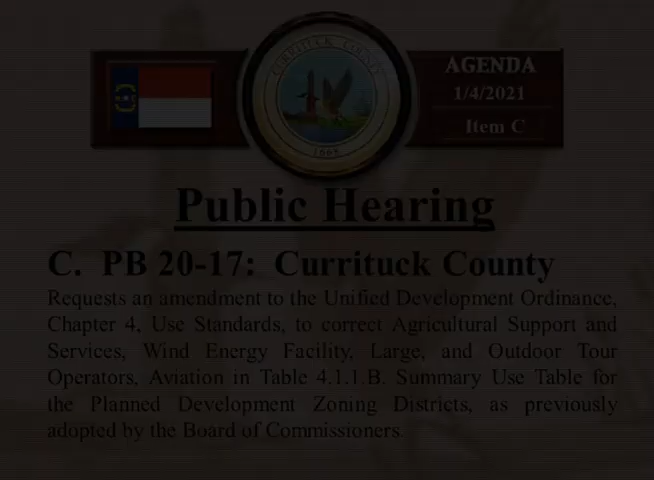 CURRITUCK COUNTY
AGENDA
1/4/2021
Item C
Public Hearing
C. PB 20-17: Currituck County
Requests an amendment to the Unified Development Ordinance,
Chapter 4, Use Standards, to correct Agricultural Support and
Services, Wind Energy Facility, Large, and Outdoor Tour
Operators, Aviation in Table 4.1.1.B. Summary Use Table for
the Planned Development Zoning Districts, as previously
adopted by the Board of Commissioners.